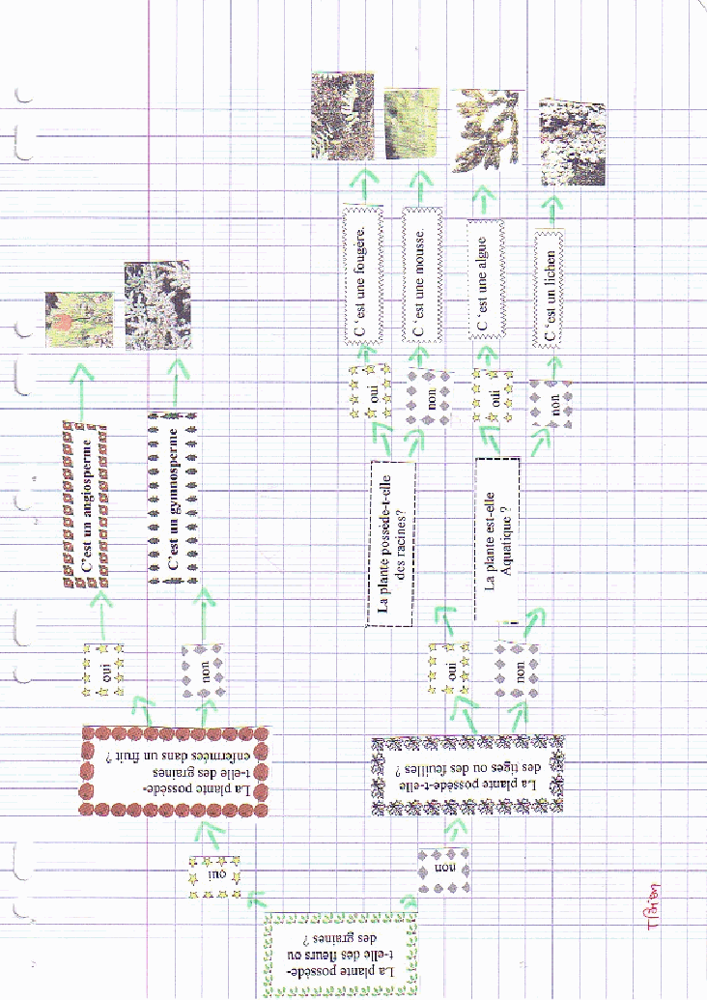 La plante possède-
t-elle des fleurs ou
des graines ?
oui
non
La plante possède-
t-elle des graines
enfermées dans un fruit ?
oui
non
C'est un angiosperme
C'est un gymnosperme
La plante possède-t-elle
des tiges ou des feuilles ?
oui
non
La plante possède-t-elle
des racines?
oui
non
C 'est une fougère.
C 'est une mousse.
La plante est-elle
Aquatique ?
oui
non
C 'est une algue
C 'est un lichen
TBien